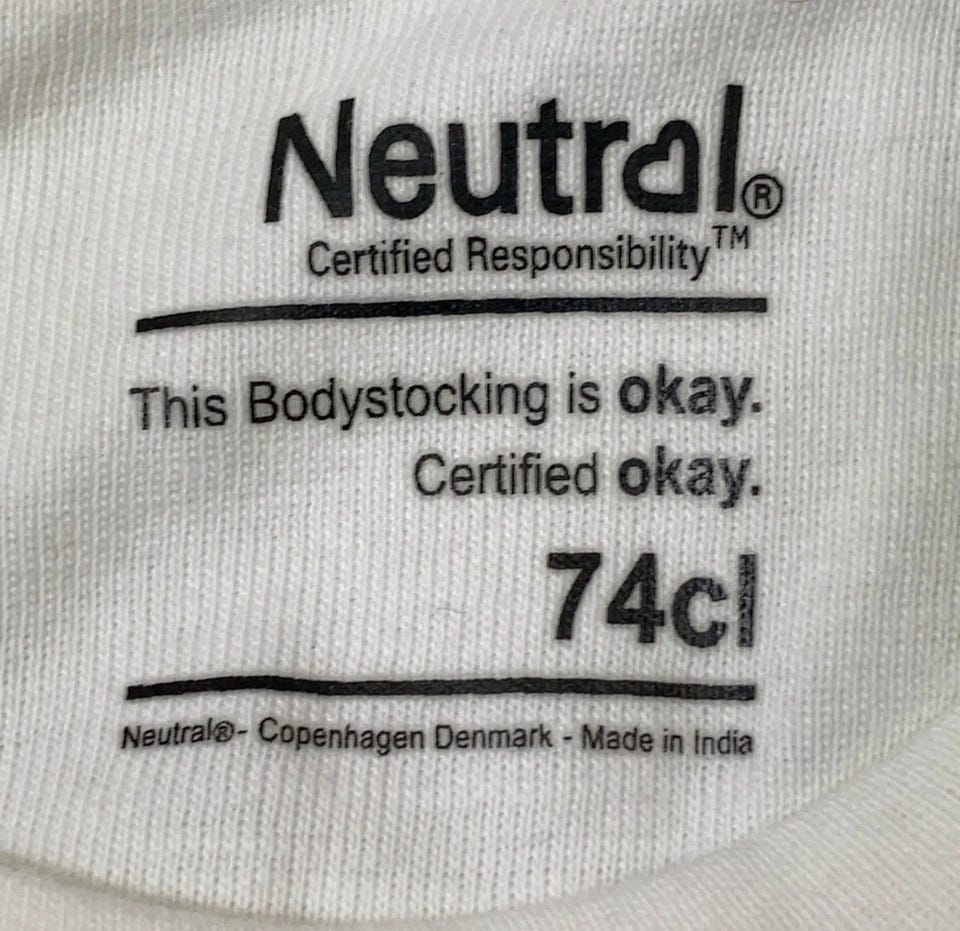 Neutral®
Certified Responsibility™
This Bodystocking is okay.
Certified okay.
74cl
Neutral®- Copenhagen Denmark - Made in India